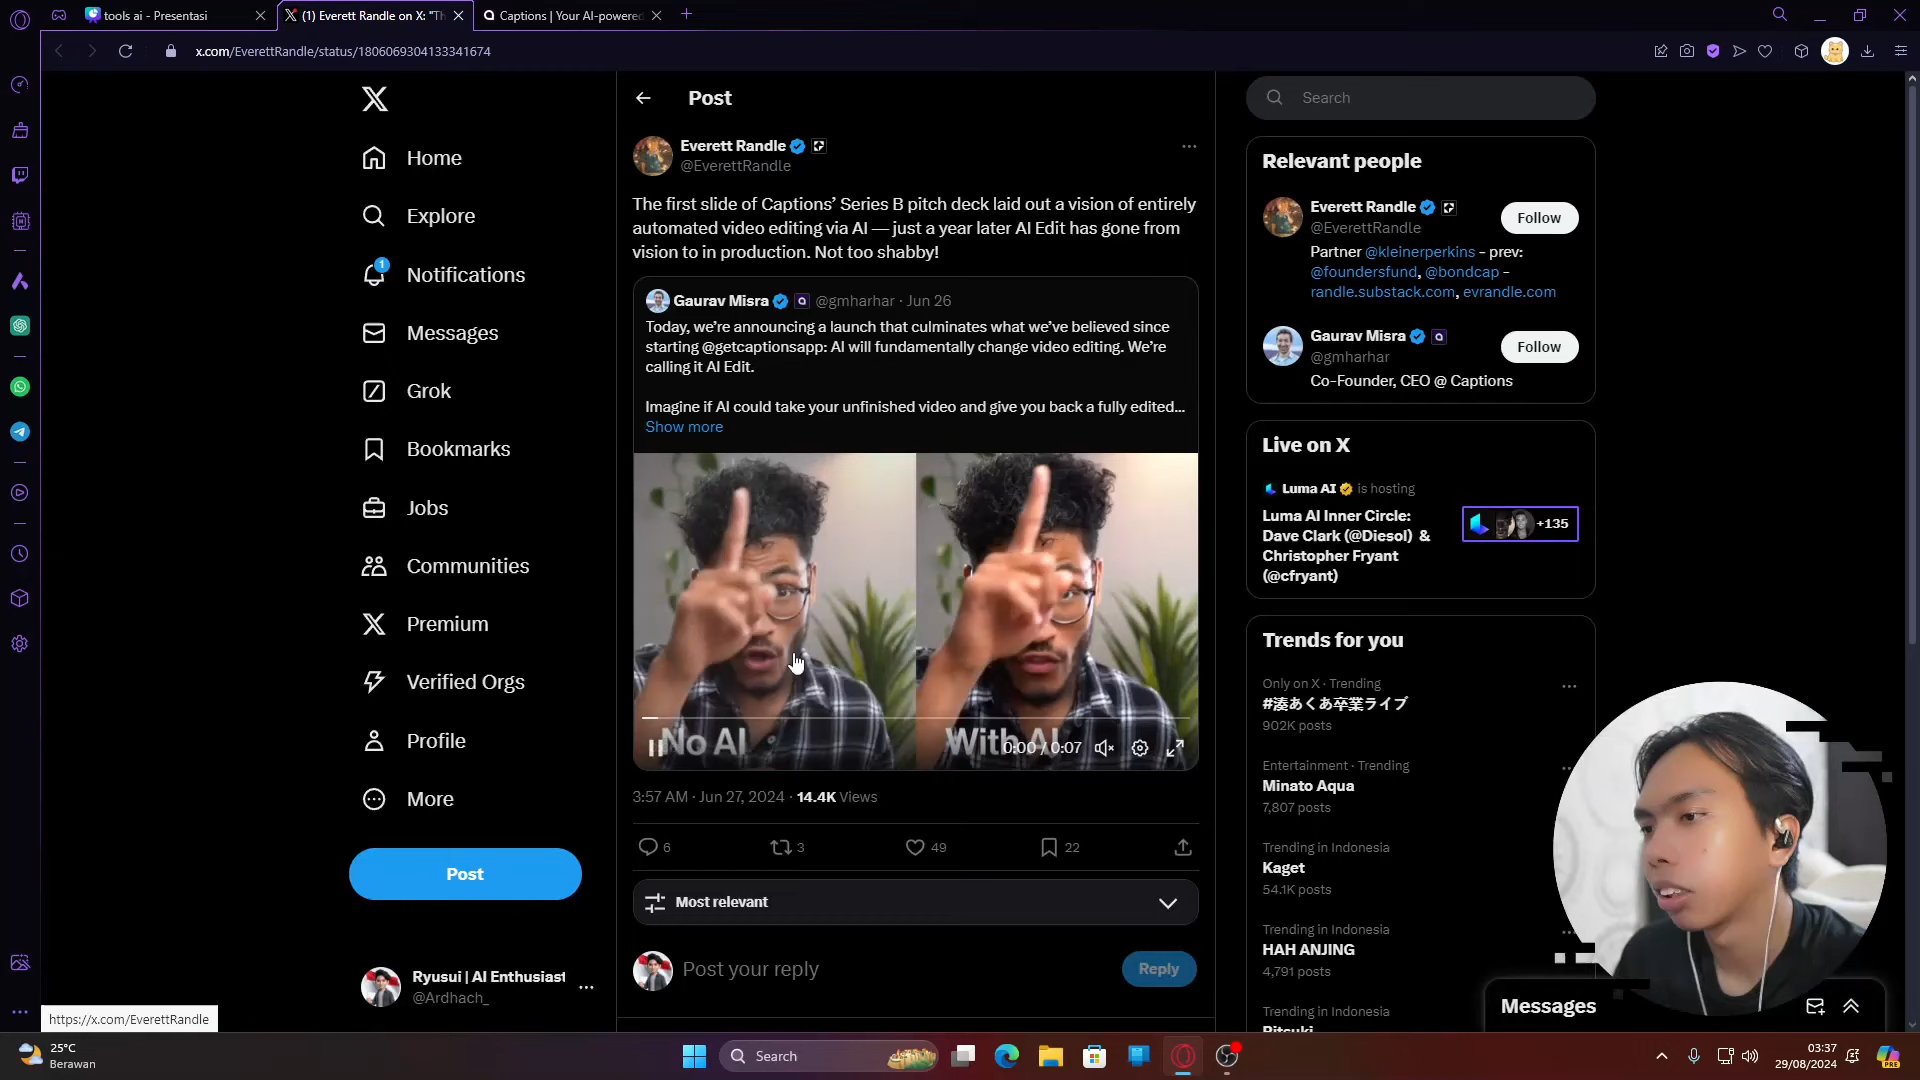 tools ai - Presentasi
(1) Everett Randle on X: "Th
Captions | Your AI-powered
x.com/EverettRandle/status/1806069304133341674
Home
Explore
1
Notifications
Messages
Grok
Bookmarks
Jobs
Communities
Premium
Verified Orgs
Profile
More
Post
Ryusui | AI Enthusiast
@Ardhach_
https://x.com/EverettRandle
Post
Everett Randle
@EverettRandle
The first slide of Captions’ Series B pitch deck laid out a vision of entirely
automated video editing via AI — just a year later AI Edit has gone from
vision to in production. Not too shabby!
Gaurav Misra @gmharhar · Jun 26
Today, we’re announcing a launch that culminates what we’ve believed since
starting @getcaptionsapp: AI will fundamentally change video editing. We’re
calling it AI Edit.
Imagine if AI could take your unfinished video and give you back a fully edited...
Show more
No AI
With AI
0:00 / 0:07
3:57 AM · Jun 27, 2024 · 14.4K Views
6
3
49
22
Most relevant
Post your reply
Reply
Search
Relevant people
Everett Randle
@EverettRandle
Follow
Partner @kleinerperkins - prev:
@foundersfund, @bondcap -
randle.substack.com, evrandle.com
Gaurav Misra
@gmharhar
Follow
Co-Founder, CEO @ Captions
Live on X
Luma AI is hosting
Luma AI Inner Circle:
Dave Clark (@Diesol) &
Christopher Fryant
(@cfryant)
+135
Trends for you
Only on X · Trending
#湊あくあ卒業ライブ
902K posts
Entertainment · Trending
Minato Aqua
7,807 posts
Trending in Indonesia
Kaget
54.1K posts
Trending in Indonesia
HAH ANJING
4,791 posts
Trending in Indonesia
Ritsuki
Messages
25°C
Berawan
Search
03:37
29/08/2024
PRE